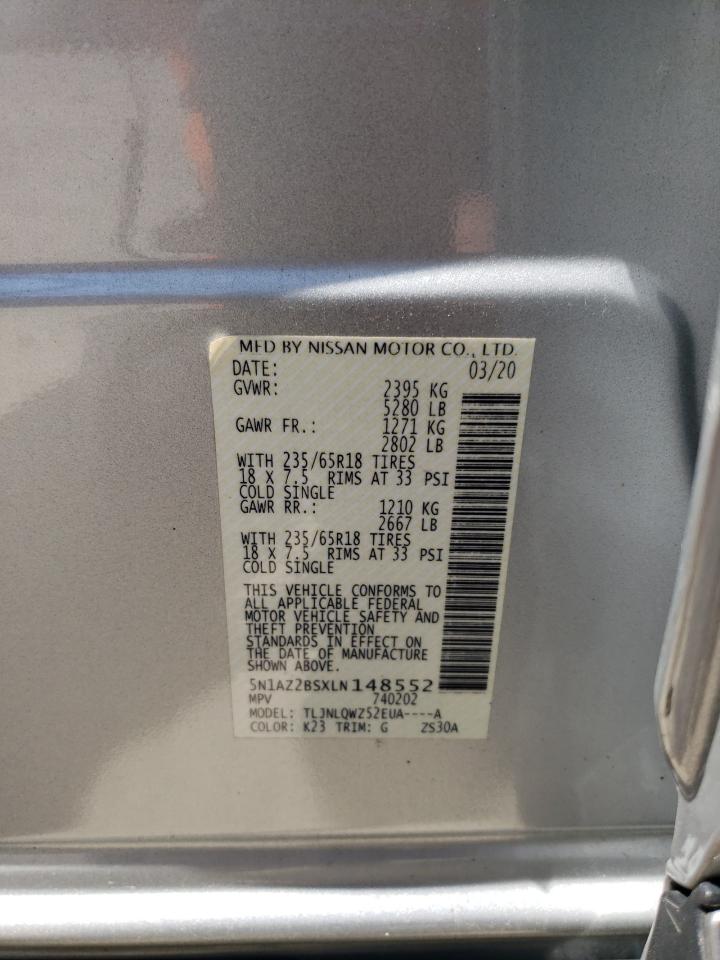 MFD BY NISSAN MOTOR CO., LTD.
DATE: 03/20
GVWR: 2395 KG
5280 LB
GAWR FR.: 1271 KG
2802 LB
WITH 235/65R18 TIRES
18 X 7.5 RIMS AT 33 PSI
COLD SINGLE
GAWR RR.: 1210 KG
2667 LB
WITH 235/65R18 TIRES
18 X 7.5 RIMS AT 33 PSI
COLD SINGLE
THIS VEHICLE CONFORMS TO
ALL APPLICABLE FEDERAL
MOTOR VEHICLE SAFETY AND
THEFT PREVENTION
STANDARDS IN EFFECT ON
THE DATE OF MANUFACTURE
SHOWN ABOVE.
5N1AZ2BSXLN148552
MPV 740202
MODEL: TLJNLQWZ52EUA----A
COLOR: K23 TRIM: G ZS30A